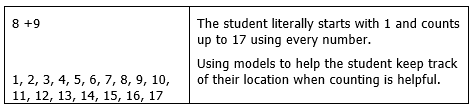 8 +9
1, 2, 3, 4, 5, 6, 7, 8, 9, 10,
11, 12, 13, 14, 15, 16, 17
The student literally starts with 1 and counts
up to 17 using every number.
Using models to help the student keep track
of their location when counting is helpful.